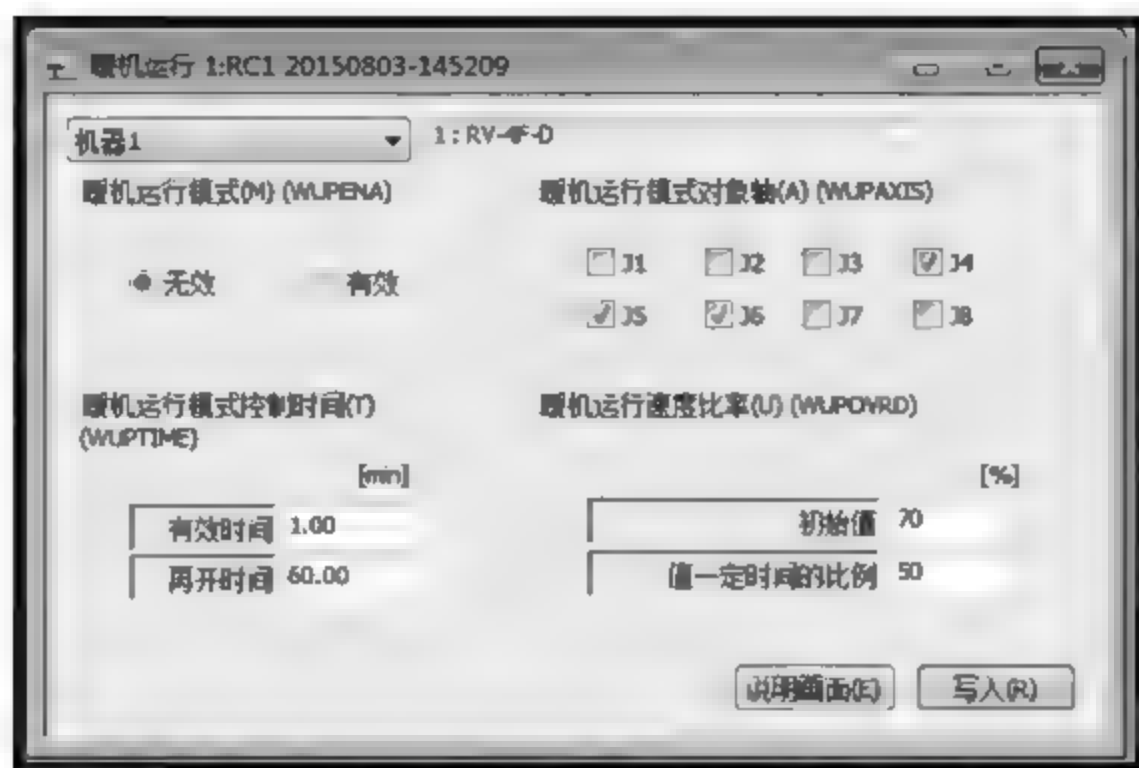 暖机运行 1:RC1 20150803-145209
机器1
1:RV-4F-D
暖机运行模式(M) (WUPENA)
暖机运行模式对象轴(A) (WUPAXIS)
J1 J2 J3 J4
无效 有效
J5 J6 J7 J8
暖机运行模式控制时间(T)
(WUPTIME)
暖机运行速度比率(U) (WUPOVRD)
[min]
[%]
有效时间 1.00
初始值 70
再开时间 60.00
值一定时间的比例 50
说明画面(E) 写入(R)